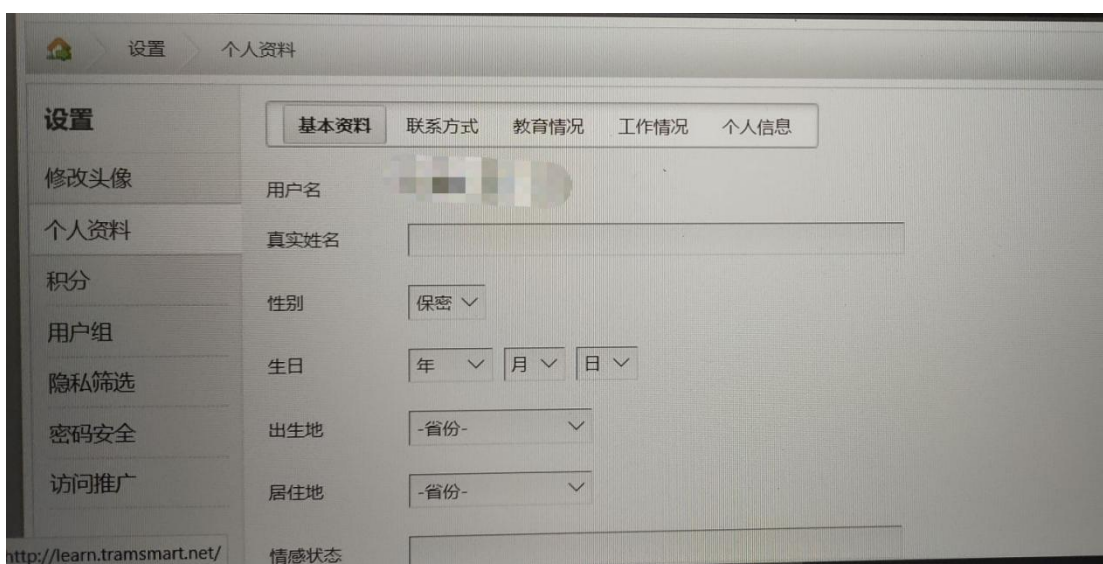 设置 个人资料
设置
修改头像
个人资料
积分
用户组
隐私筛选
密码安全
访问推广
基本资料 联系方式 教育情况 工作情况 个人信息
用户名
真实姓名
性别 保密
生日 年 月 日
出生地 -省份-
居住地 -省份-
情感状态
http://learn.tramsmart.net/